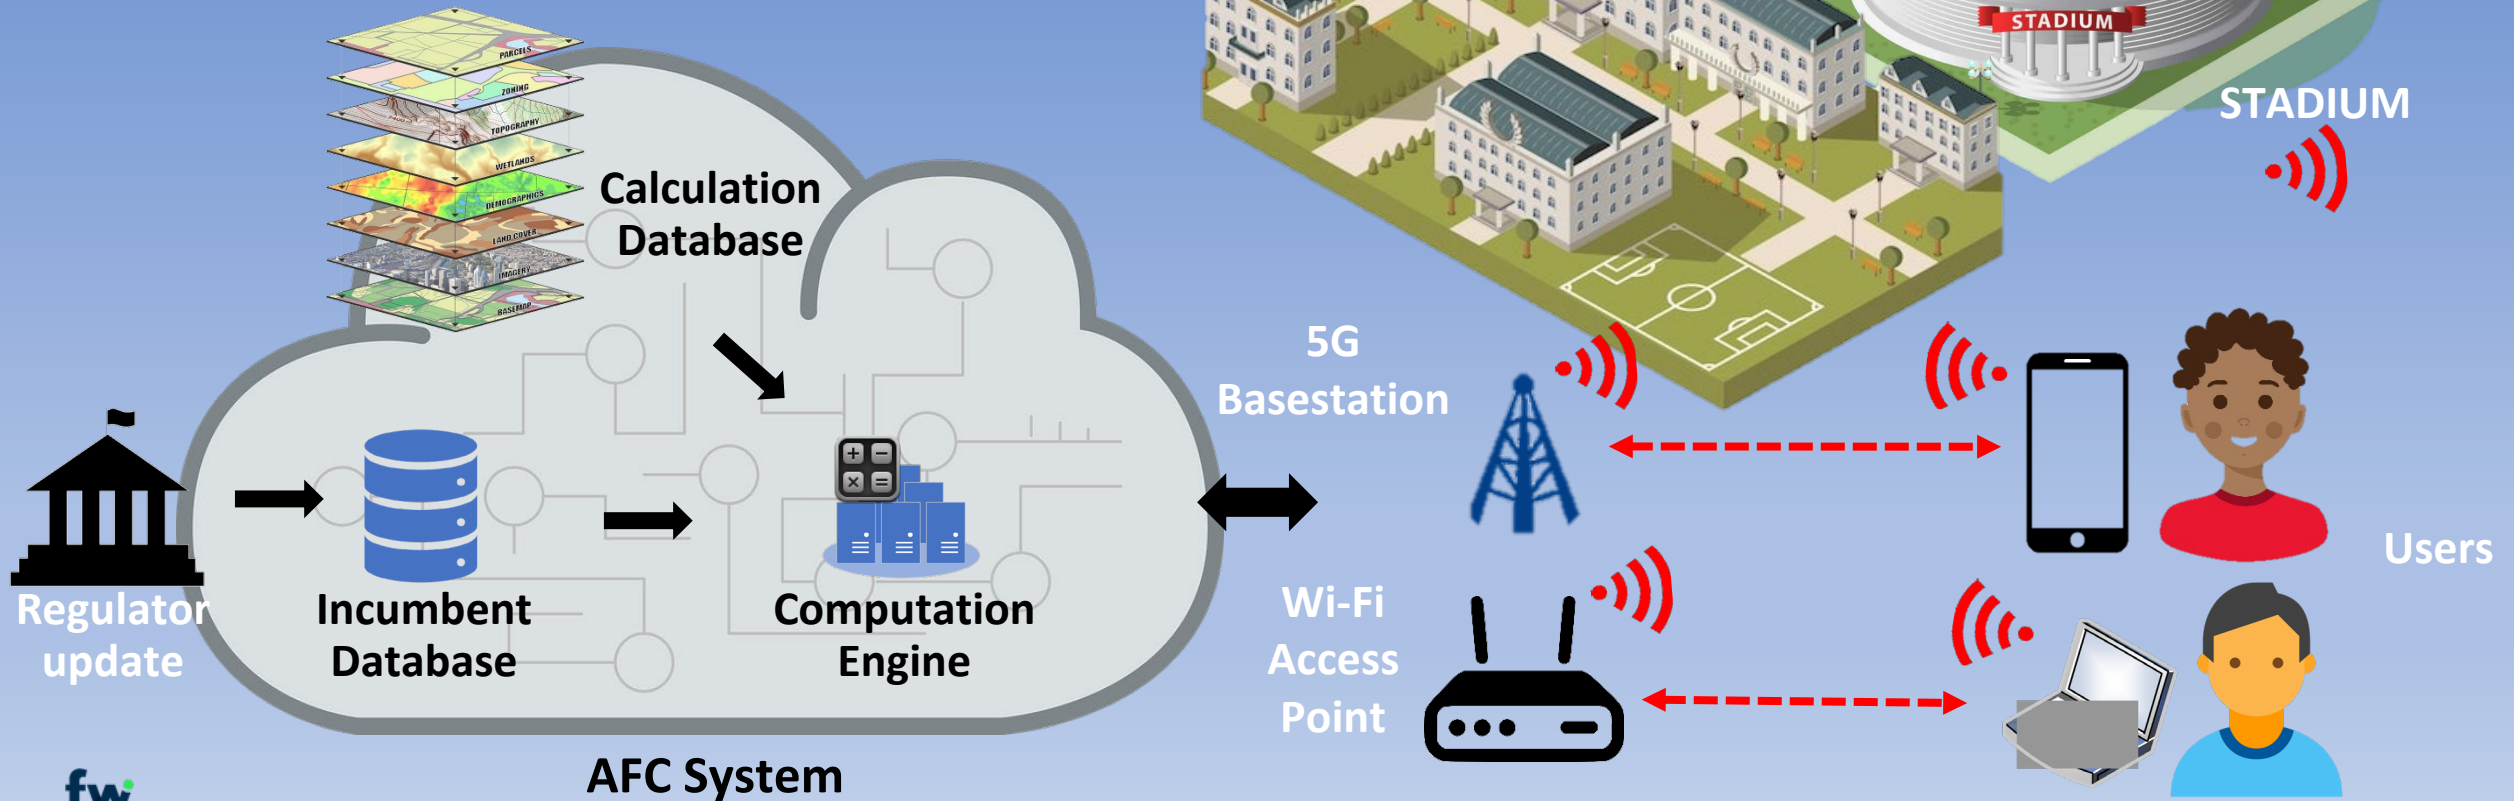 PARCELS
ZONING
TOPOGRAPHY
WETLANDS
DEMOGRAPHICS
LAND COVER
IMAGERY
BASEMAP
Calculation
Database
STADIUM
STADIUM
5G
Basestation
Regulator
update
Incumbent
Database
Computation
Engine
Wi-Fi
Access
Point
Users
AFC System
fw